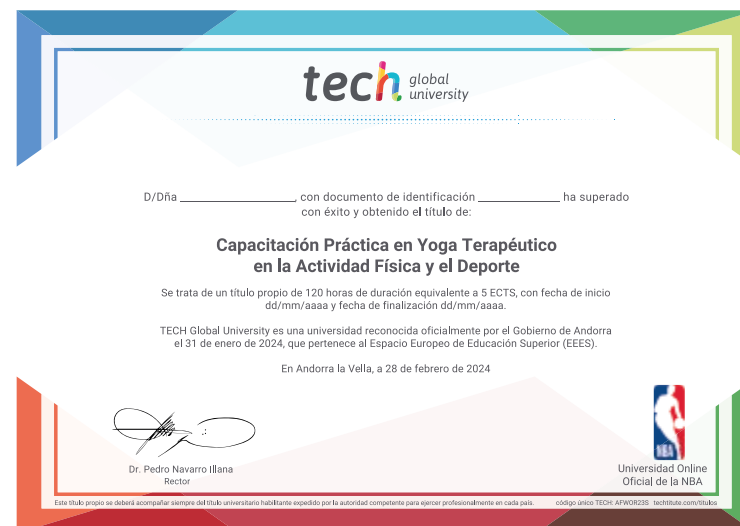 tech global
university
D/Dña ______________, con documento de identificación ______________ ha superado
con éxito y obtenido el título de:
Capacitación Práctica en Yoga Terapéutico
en la Actividad Física y el Deporte
Se trata de un título propio de 120 horas de duración equivalente a 5 ECTS, con fecha de inicio
dd/mm/aaaa y fecha de finalización dd/mm/aaaa.
TECH Global University es una universidad reconocida oficialmente por el Gobierno de Andorra
el 31 de enero de 2024, que pertenece al Espacio Europeo de Educación Superior (EEES).
En Andorra la Vella, a 28 de febrero de 2024
Dr. Pedro Navarro Illana
Rector
NBA
Universidad Online
Oficial de la NBA
Este título propio se deberá acompañar siempre del título universitario habilitante expedido por la autoridad competente para ejercer profesionalmente en cada país. código único TECH: AFWOR23S techtitute.com/titulos